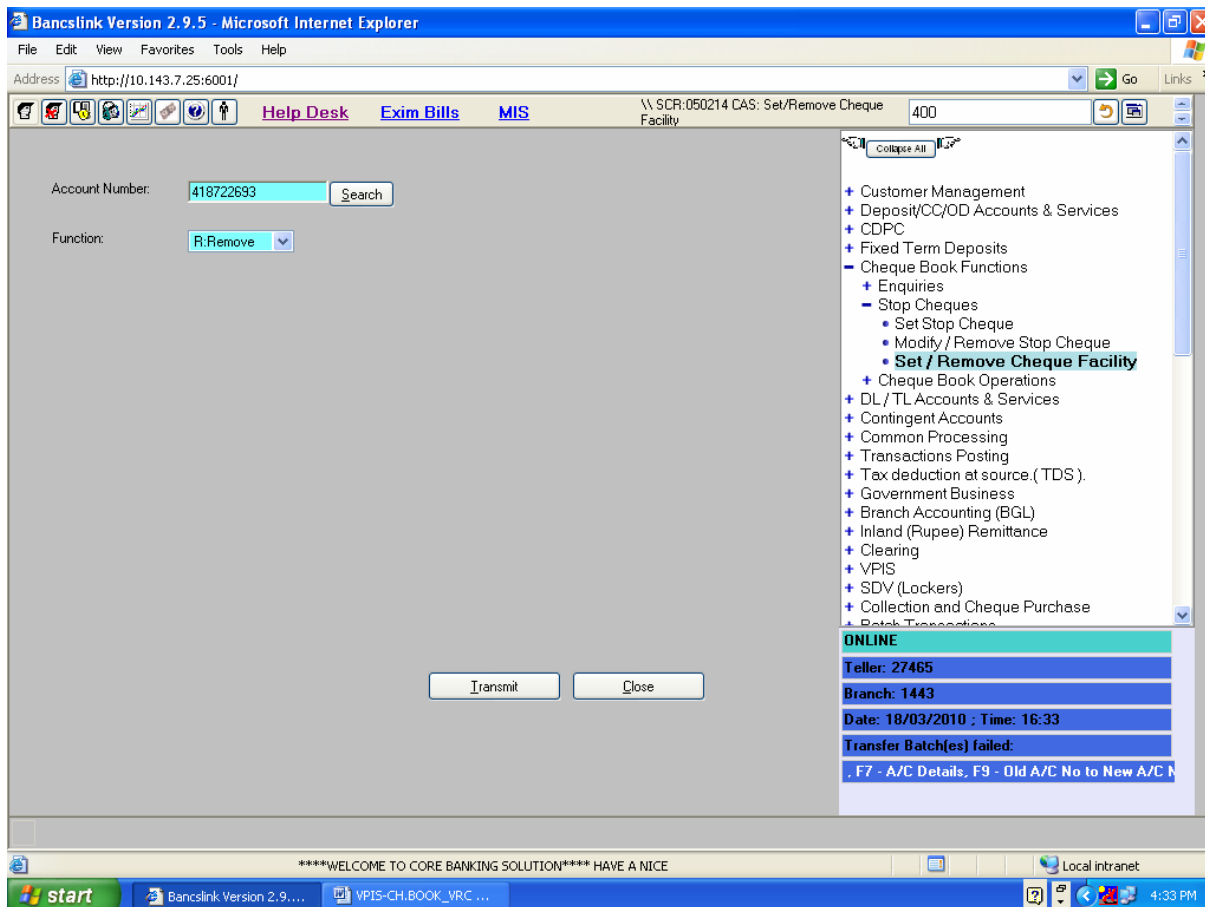 Bancslink Version 2.9.5 - Microsoft Internet Explorer
File Edit View Favorites Tools Help
Address http://10.143.7.25:6001/ Go Links
Help Desk Exim Bills MIS \\ SCR:050214 CAS: Set/Remove Cheque Facility 400
Account Number: 418722693 Search
Function: R:Remove
Transmit Close
Collapse All
+ Customer Management
+ Deposit/CC/OD Accounts & Services
+ CDPC
+ Fixed Term Deposits
− Cheque Book Functions
+ Enquiries
− Stop Cheques
• Set Stop Cheque
• Modify / Remove Stop Cheque
• Set / Remove Cheque Facility
+ Cheque Book Operations
+ DL / TL Accounts & Services
+ Contingent Accounts
+ Common Processing
+ Transactions Posting
+ Tax deduction at source.( TDS ).
+ Government Business
+ Branch Accounting (BGL)
+ Inland (Rupee) Remittance
+ Clearing
+ VPIS
+ SDV (Lockers)
+ Collection and Cheque Purchase
+ Batch Transactions
ONLINE
Teller: 27465
Branch: 1443
Date: 18/03/2010 ; Time: 16:33
Transfer Batch(es) failed:
, F7 - A/C Details, F9 - Old A/C No to New A/C N
****WELCOME TO CORE BANKING SOLUTION**** HAVE A NICE
Local intranet
start Bancslink Version 2.9.... VPIS-CH.BOOK_VRC ... 4:33 PM